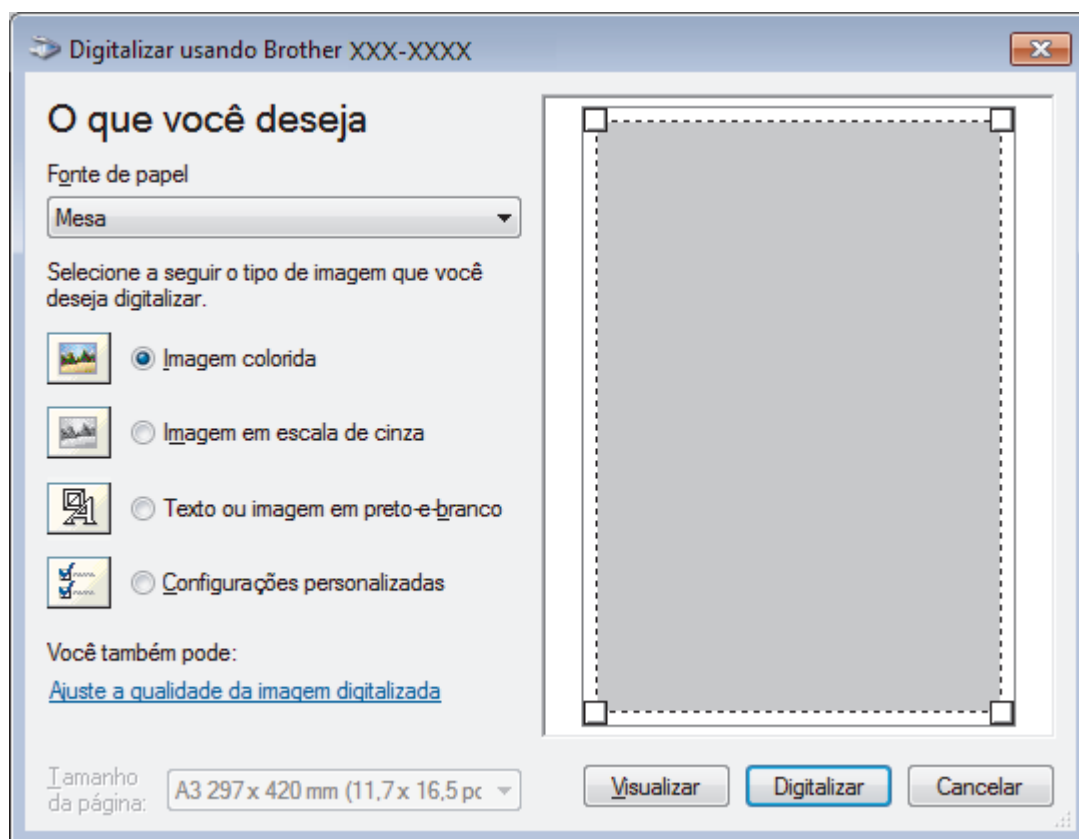 Digitalizar usando Brother XXX-XXXX
O que você deseja
Fonte de papel
Mesa
Selecione a seguir o tipo de imagem que você
deseja digitalizar.
Imagem colorida
Imagem em escala de cinza
Texto ou imagem em preto-e-branco
Configurações personalizadas
Você também pode:
Ajuste a qualidade da imagem digitalizada
Tamanho
da página:
A3 297 x 420 mm (11,7 x 16,5 pc
Visualizar
Digitalizar
Cancelar